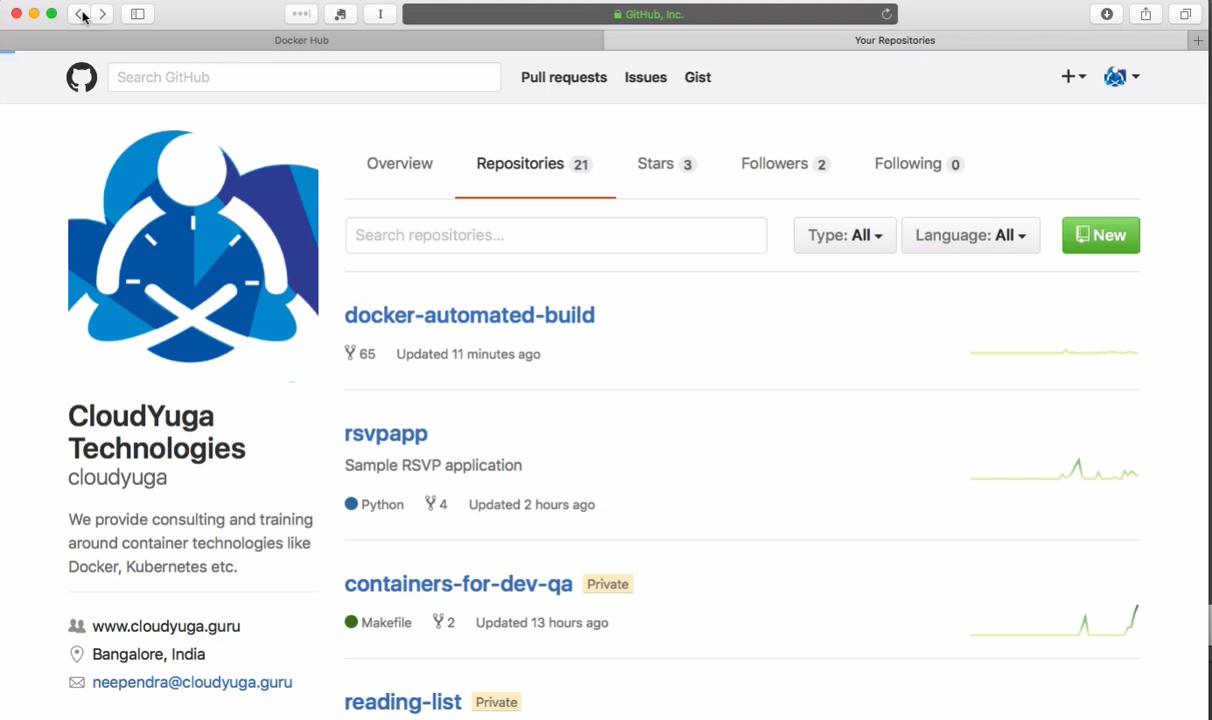 GitHub, Inc.
Docker Hub
Your Repositories
Search GitHub
Pull requests
Issues
Gist
Overview
Repositories 21
Stars 3
Followers 2
Following 0
Search repositories...
Type: All
Language: All
New
docker-automated-build
65 Updated 11 minutes ago
rsvpapp
Sample RSVP application
Python 4 Updated 2 hours ago
containers-for-dev-qa Private
Makefile 2 Updated 13 hours ago
reading-list Private
CloudYuga
Technologies
cloudyuga
We provide consulting and training
around container technologies like
Docker, Kubernetes etc.
www.cloudyuga.guru
Bangalore, India
neependra@cloudyuga.guru